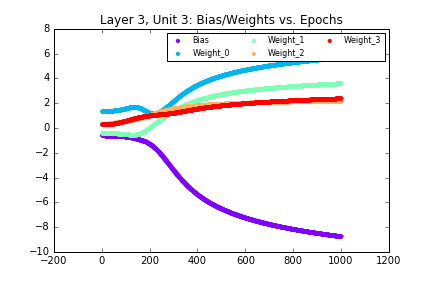 Layer 3, Unit 3: Bias/Weights vs. Epochs
8
Bias Weight_1 Weight_3
Weight_0 Weight_2
6
4
2
0
−2
−4
−6
−8
−10
−200 0 200 400 600 800 1000 1200